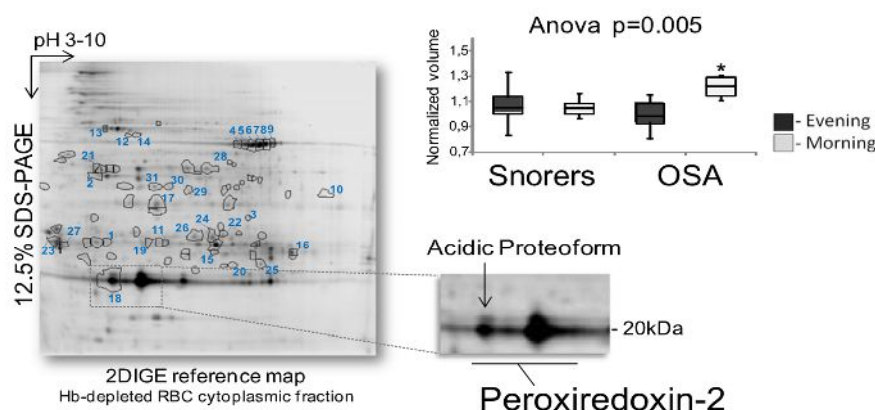 pH 3-10
12.5% SDS-PAGE
13
12 14
4 5 6 7 8 9
21
28
2
31 30
29
10
17
3
24 22
27
26
1
11
23
19
16
15
20 25
18
2DIGE reference map
Hb-depleted RBC cytoplasmic fraction
Anova p=0.005
Normalized volume
1,5
1,3
1,1
0,9
0,7
*
- Evening
- Morning
Snorers OSA
Acidic Proteoform
- 20kDa
Peroxiredoxin-2